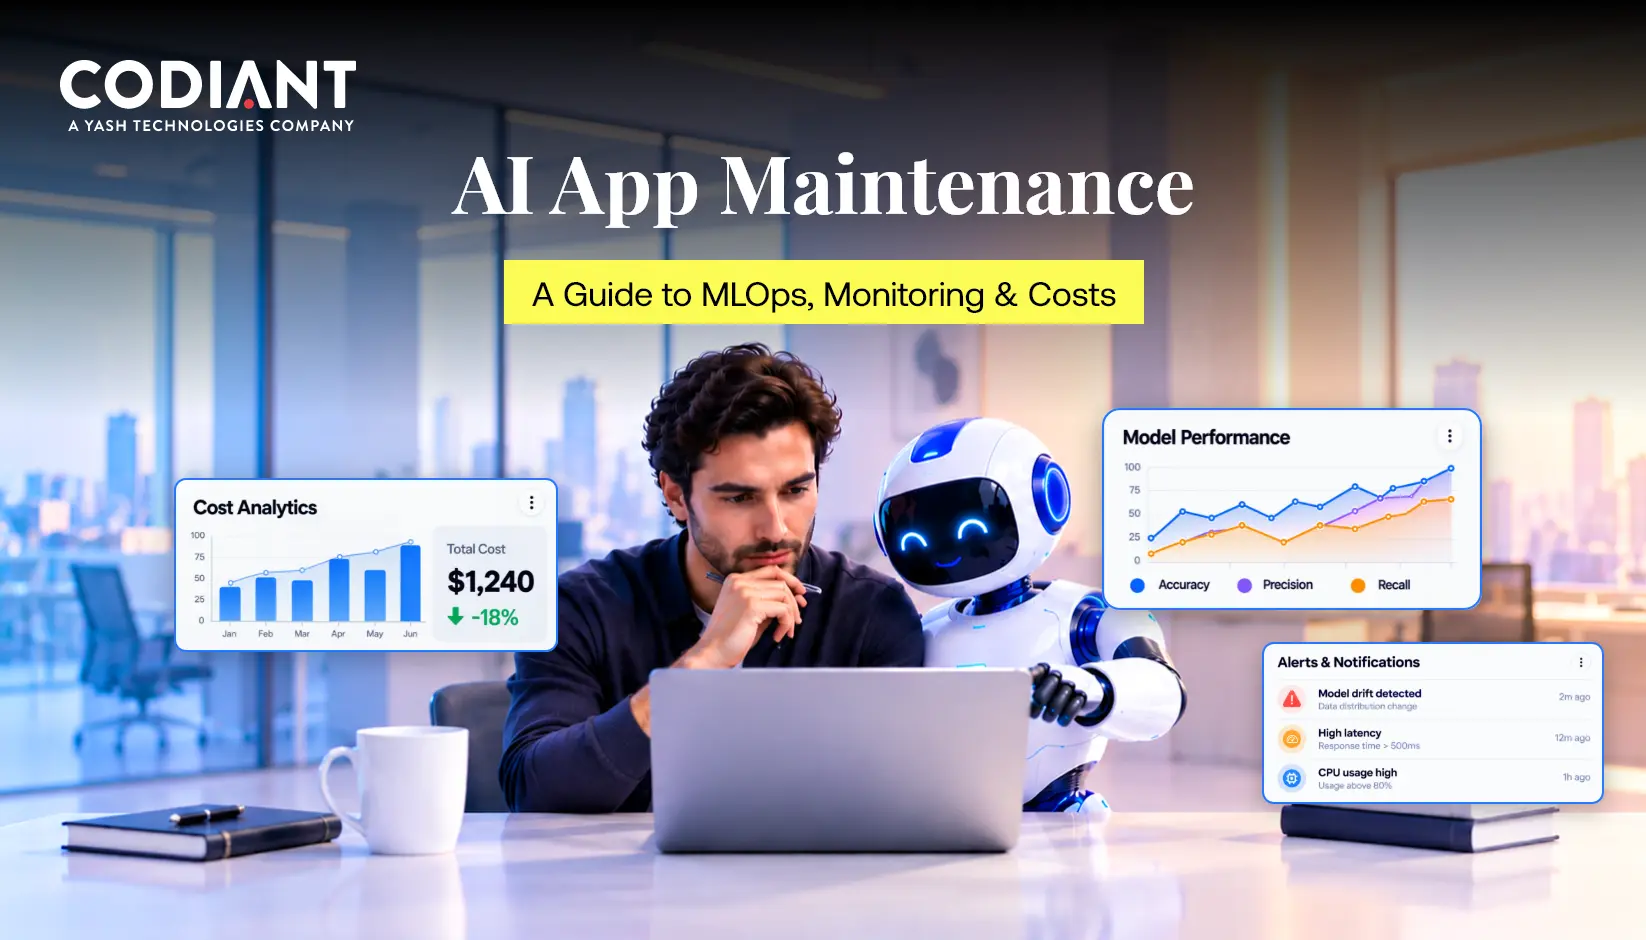 CODIANT
A YASH TECHNOLOGIES COMPANY
AI App Maintenance
A Guide to MLOps, Monitoring & Costs
Cost Analytics
100
75
50
25
0
Jan Feb Mar Apr May Jun
Total Cost
$1,240
-18%
Model Performance
100
75
50
25
0
Accuracy Precision Recall
Alerts & Notifications
Model drift detected 2m ago
Data distribution change
High latency 12m ago
Response time > 500ms
CPU usage high 1h ago
Usage above 80%